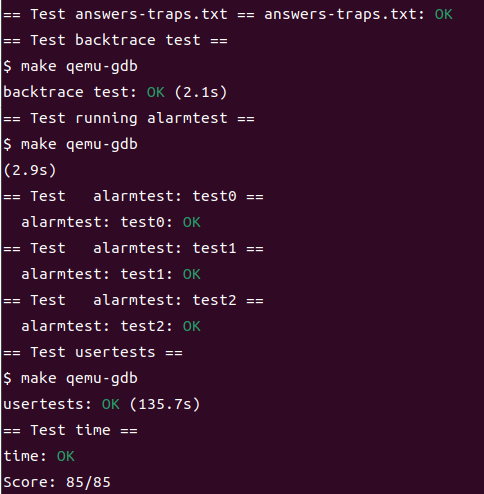 == Test answers-traps.txt == answers-traps.txt: OK
== Test backtrace test ==
$ make qemu-gdb
backtrace test: OK (2.1s)
== Test running alarmtest ==
$ make qemu-gdb
(2.9s)
== Test   alarmtest: test0 ==
  alarmtest: test0: OK
== Test   alarmtest: test1 ==
  alarmtest: test1: OK
== Test   alarmtest: test2 ==
  alarmtest: test2: OK
== Test usertests ==
$ make qemu-gdb
usertests: OK (135.7s)
== Test time ==
time: OK
Score: 85/85